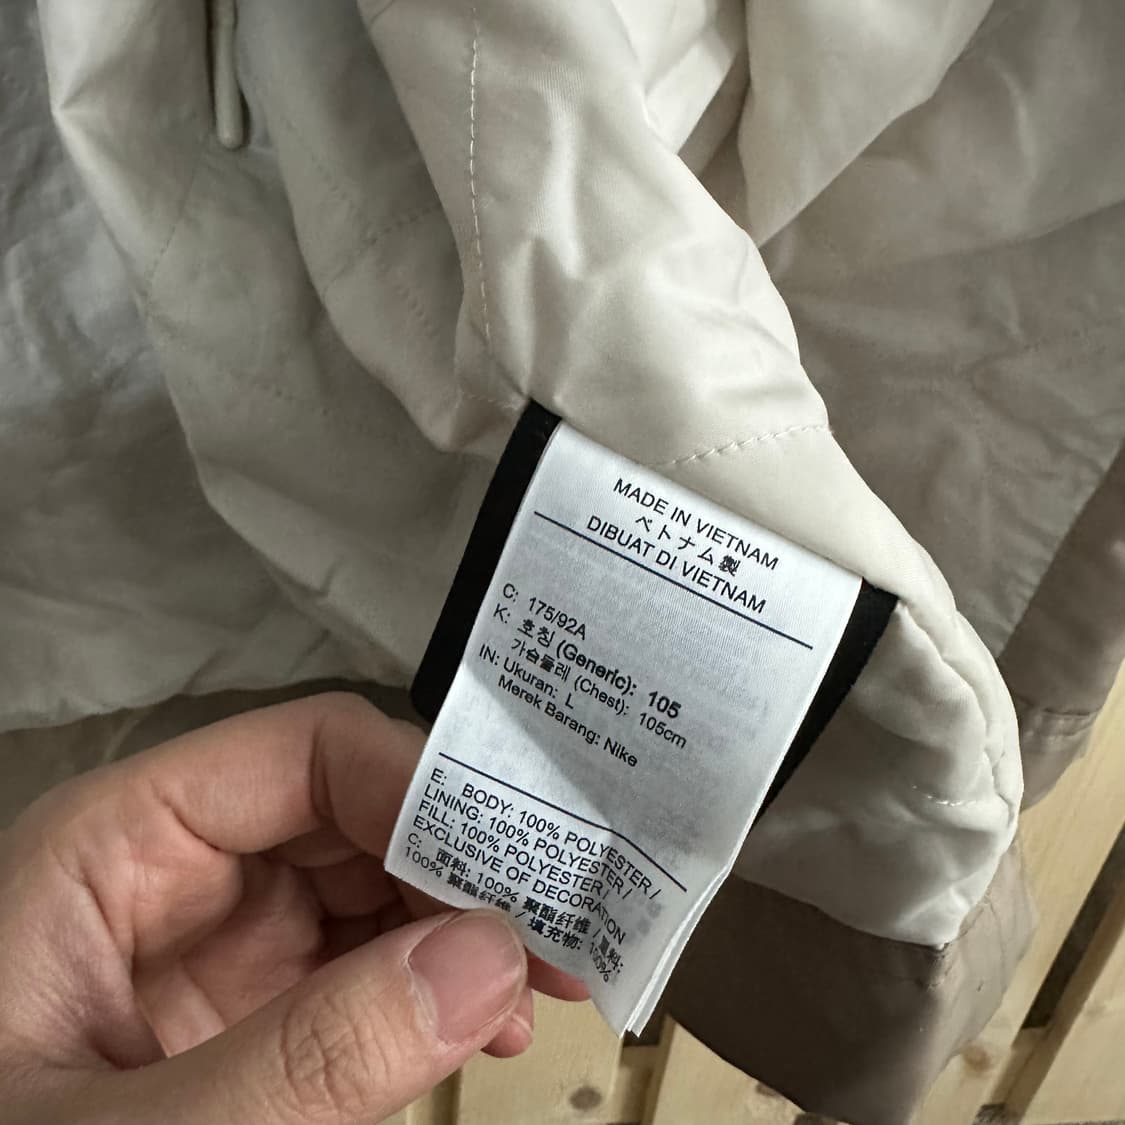 MADE IN VIETNAM
ベトナム製
DIBUAT DI VIETNAM
C: 175/92A
K: 호칭 (Generic): 105
가슴둘레 (Chest): 105cm
IN: Ukuran: L
Merek Barang: Nike
E: BODY: 100% POLYESTER/
LINING: 100% POLYESTER/
FILL: 100% POLYESTER/
EXCLUSIVE OF DECORATION
C: 面料: 100% 聚酯纤维/里料:
100% 聚酯纤维/填充物: 100%